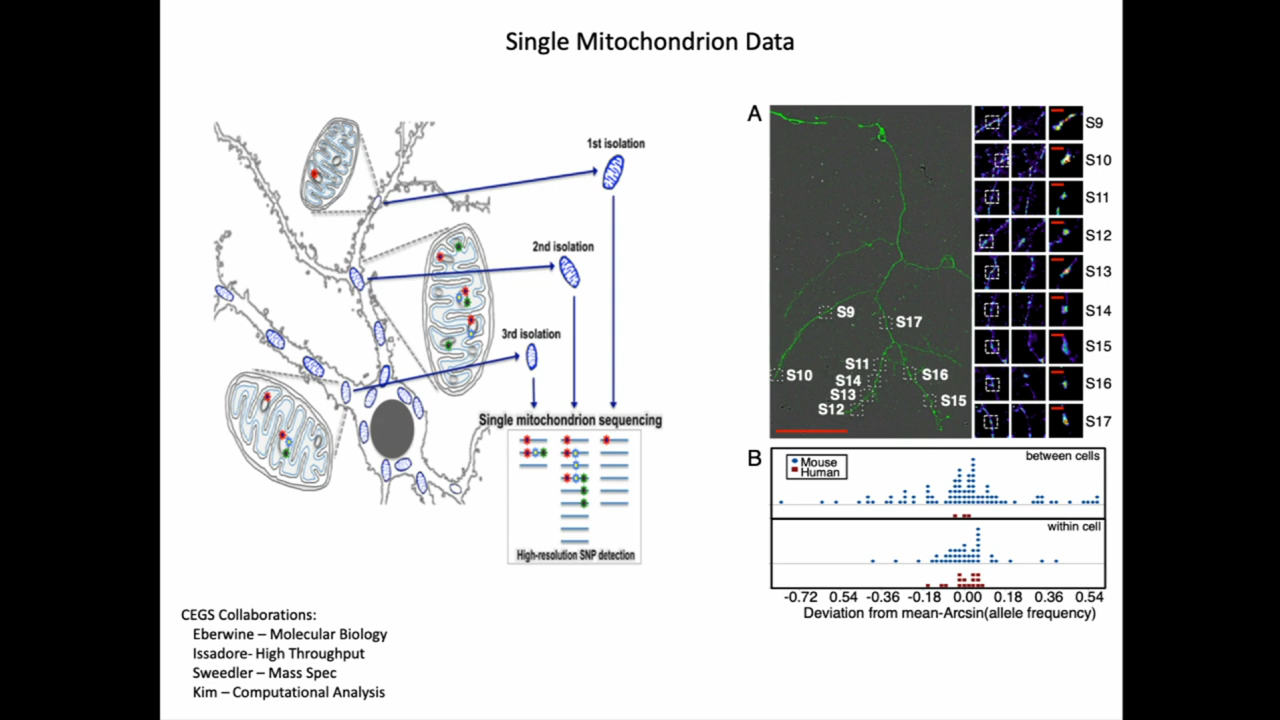 Single Mitochondrion Data
1st isolation
2nd isolation
3rd isolation
Single mitochondrion sequencing
High-resolution SNP detection
CEGS Collaborations:
Eberwine – Molecular Biology
Issadore- High Throughput
Sweedler – Mass Spec
Kim – Computational Analysis
A
S9
S17
S10
S11
S14
S13
S12
S16
S15
S9
S10
S11
S12
S13
S14
S15
S16
S17
B
Mouse
Human
between cells
within cell
-0.72 0.54 -0.36 -0.18 0.00 0.18 0.36 0.54
Deviation from mean-Arcsin(allele frequency)